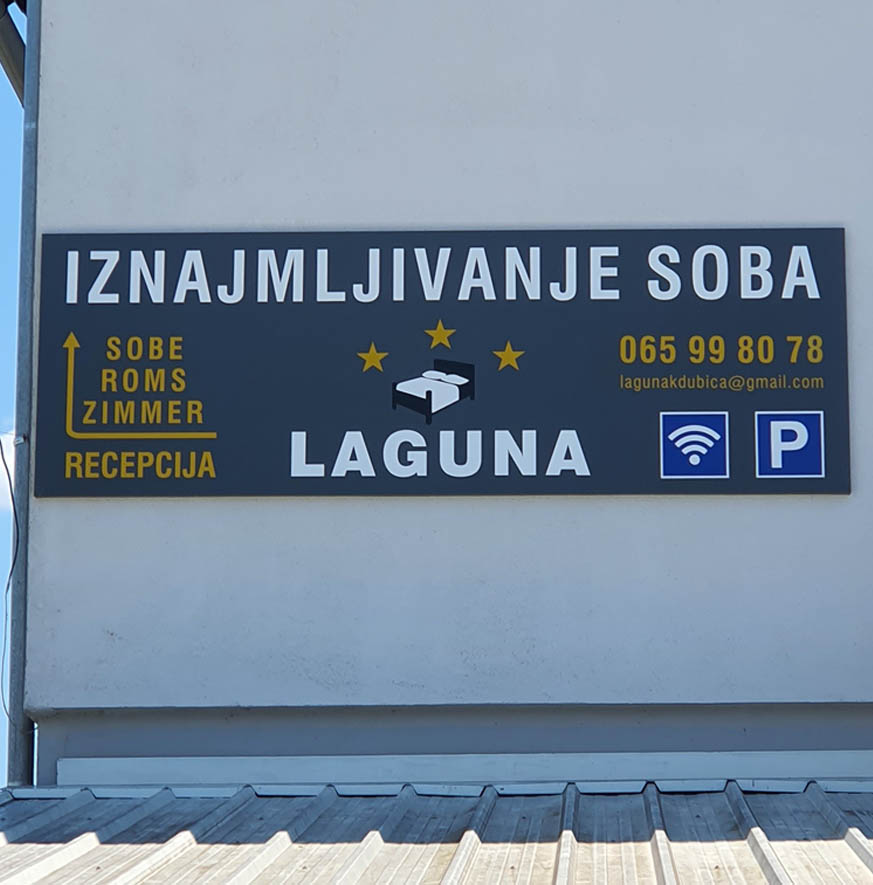 IZNAJMLJIVANJE SOBA
SOBE
ROMS
ZIMMER
RECEPCIJA
LAGUNA
065 99 80 78
lagunakdubica@gmail.com
P